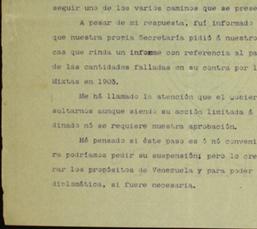 seguir uno de los varios caminos que se prese
A pesar de mi respuesta, fuí informado
que nuestra propia Secretaría pidió á nuestro
cas que rinda un informe con referencia al pa
de las cantidades falladas en su contra por l
Mixtas en 1903.
Me há llamado la atención que el Gobier
sultarnos aunque siendo su acción limitada á
dinado nó se requiere nuestra aprobación.
Hé pensado si éste paso es ó nó conveni
ra podríamos pedir su suspensión; pero lo cre
rar los propósitos de Venezuela y para poder
diplomática, si fuere necesaria.